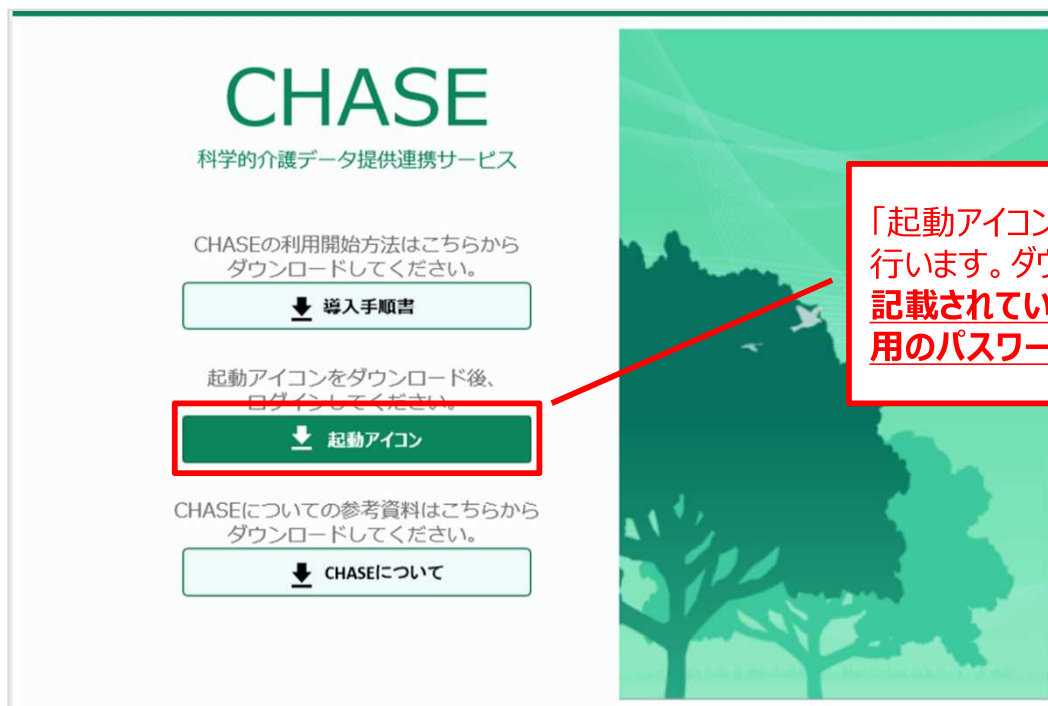 CHASE
科学的介護データ提供連携サービス
CHASEの利用開始方法はこちらから
ダウンロードしてください。
導入手順書
起動アイコンをダウンロード後、
ログインしてください。
起動アイコン
CHASEについての参考資料はこちらから
ダウンロードしてください。
CHASEについて
「起動アイコン
行います。ダウ
記載されてい
用のパスワー